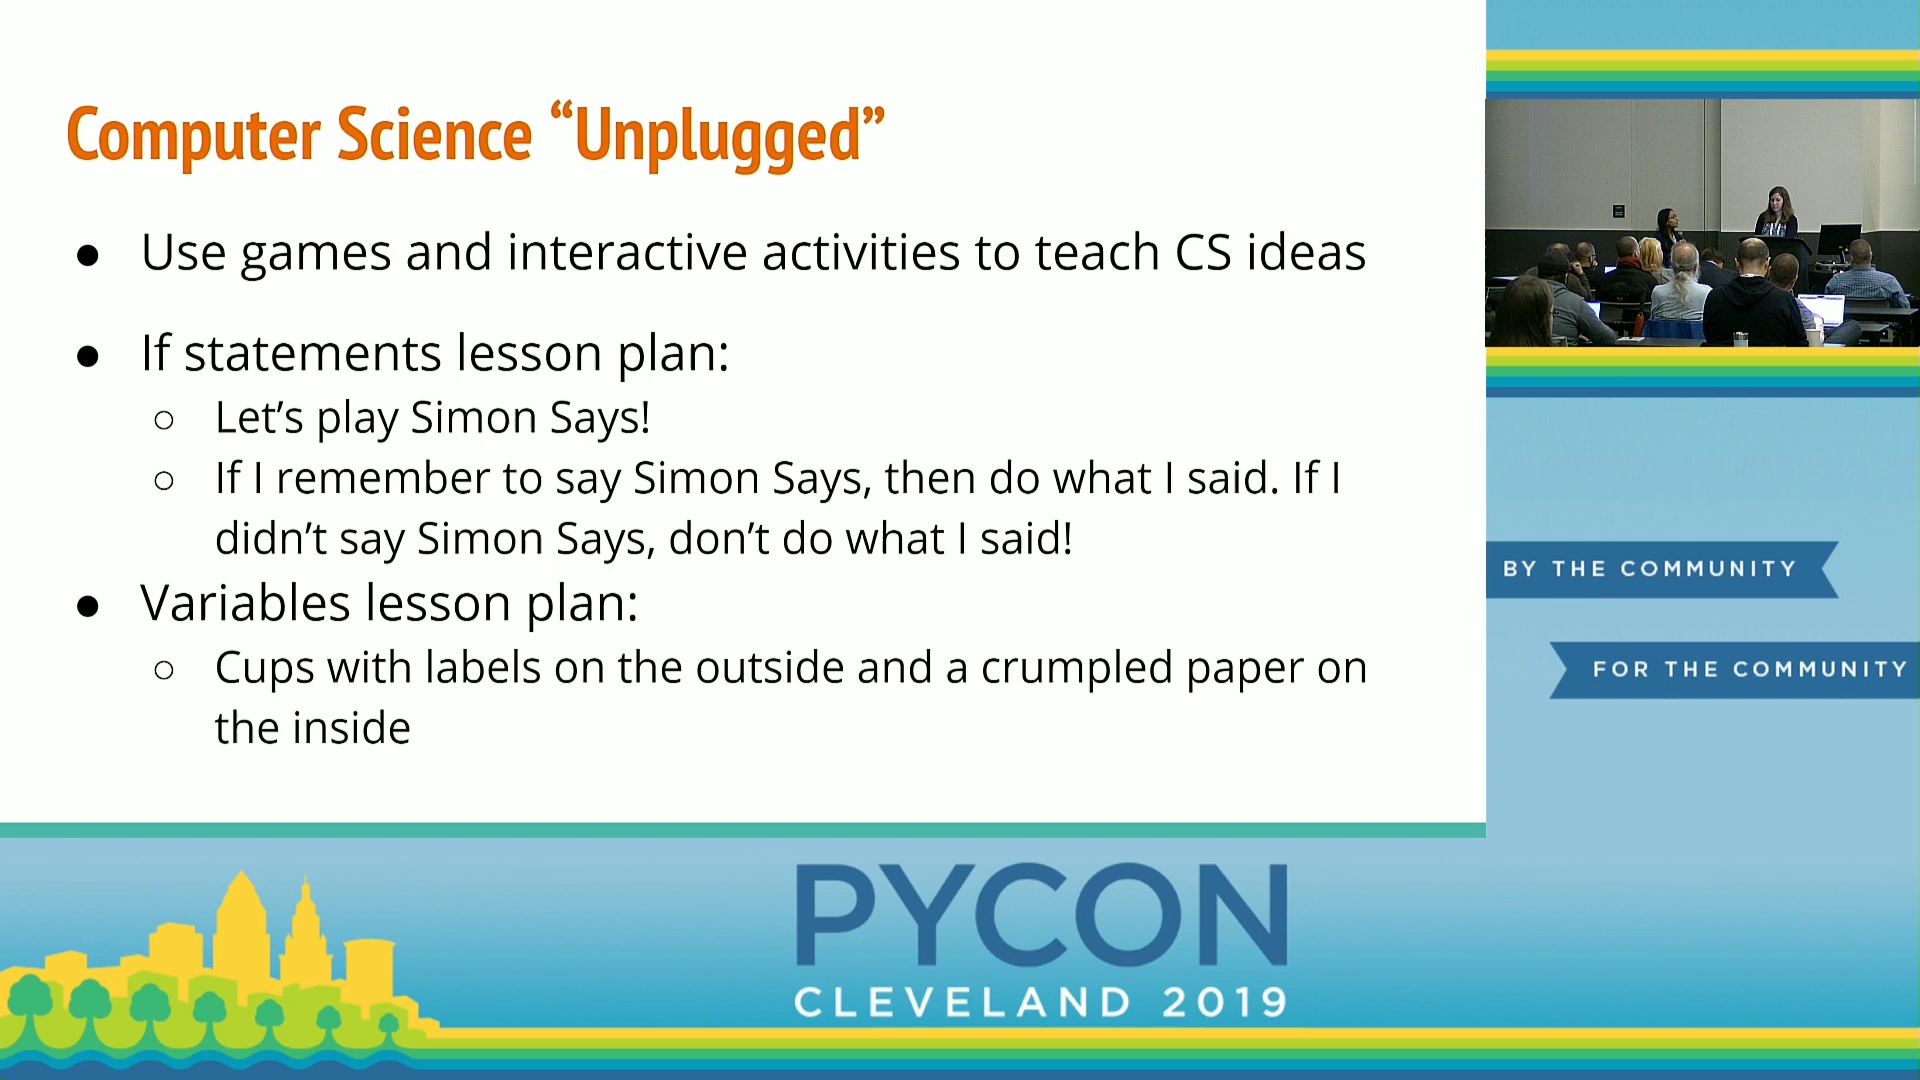 Computer Science “Unplugged”
● Use games and interactive activities to teach CS ideas
● If statements lesson plan:
○ Let’s play Simon Says!
○ If I remember to say Simon Says, then do what I said. If I
didn’t say Simon Says, don’t do what I said!
● Variables lesson plan:
○ Cups with labels on the outside and a crumpled paper on
the inside
BY THE COMMUNITY
FOR THE COMMUNITY
PYCON
CLEVELAND 2019